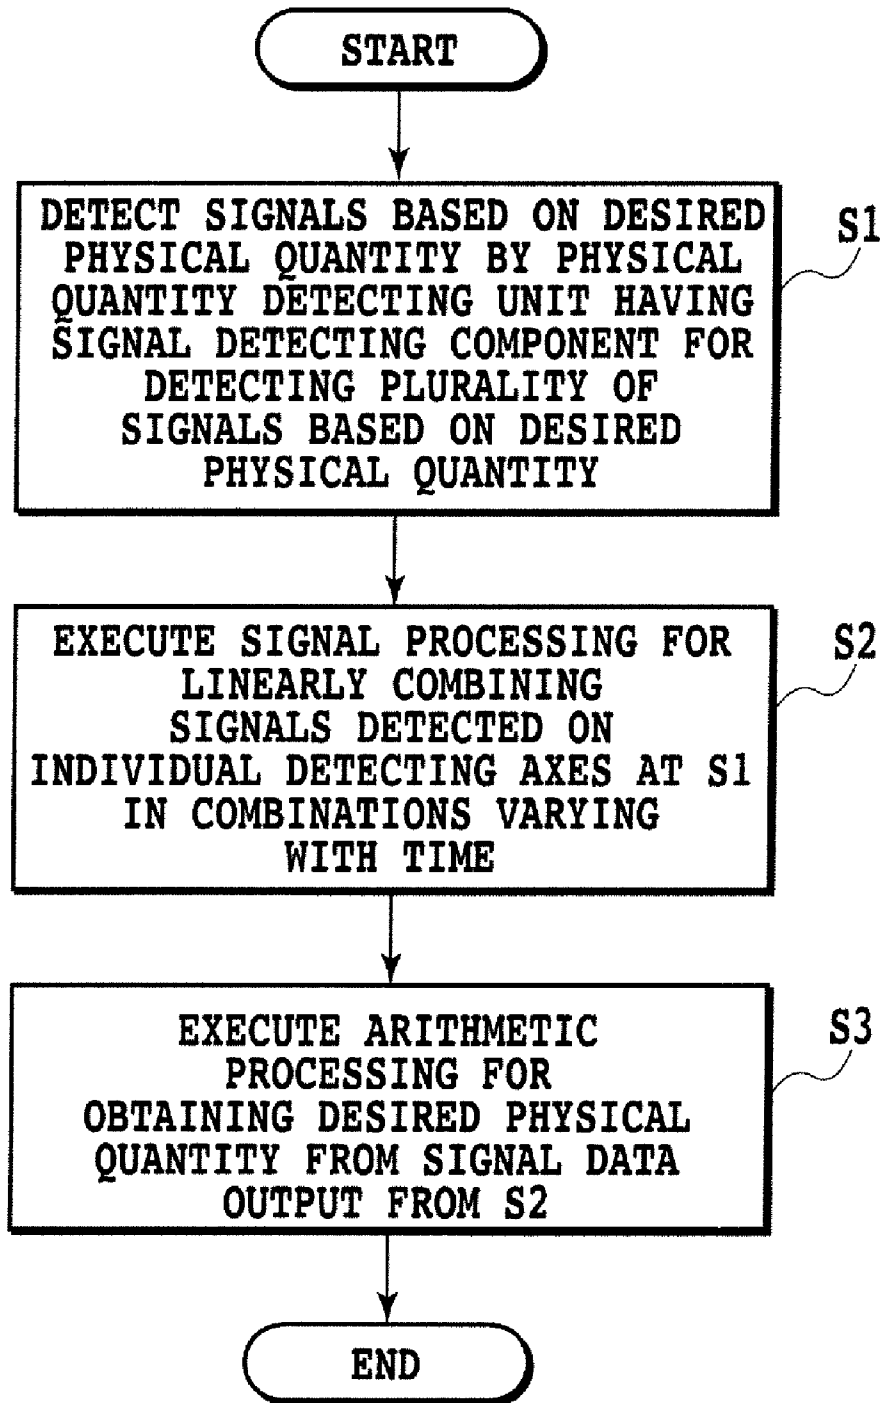 START
DETECT SIGNALS BASED ON DESIRED
PHYSICAL QUANTITY BY PHYSICAL
QUANTITY DETECTING UNIT HAVING
SIGNAL DETECTING COMPONENT FOR
DETECTING PLURALITY OF
SIGNALS BASED ON DESIRED
PHYSICAL QUANTITY
S1
EXECUTE SIGNAL PROCESSING FOR
LINEARLY COMBINING
SIGNALS DETECTED ON
INDIVIDUAL DETECTING AXES AT S1
IN COMBINATIONS VARYING
WITH TIME
S2
EXECUTE ARITHMETIC
PROCESSING FOR
OBTAINING DESIRED PHYSICAL
QUANTITY FROM SIGNAL DATA
OUTPUT FROM S2
S3
END